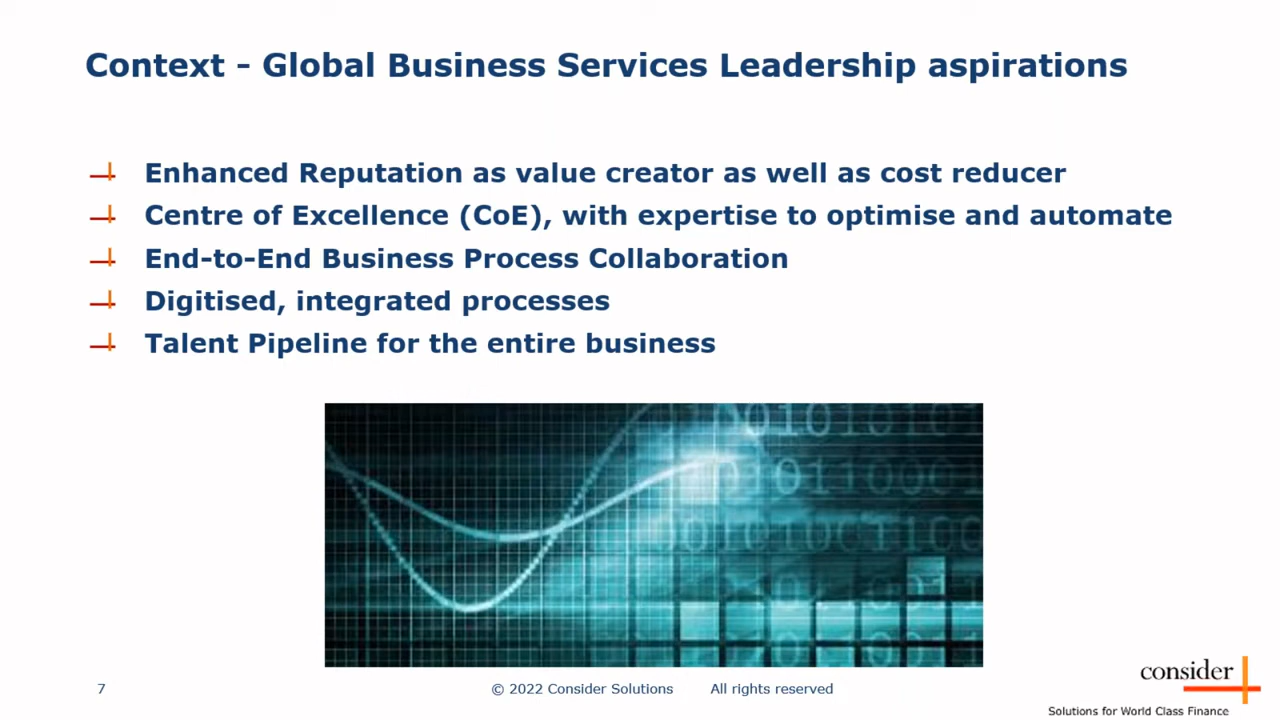 Context - Global Business Services Leadership aspirations
Enhanced Reputation as value creator as well as cost reducer
Centre of Excellence (CoE), with expertise to optimise and automate
End-to-End Business Process Collaboration
Digitised, integrated processes
Talent Pipeline for the entire business
7
© 2022 Consider Solutions All rights reserved
consider
Solutions for World Class Finance